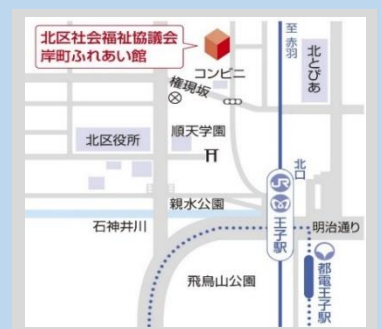 北区社会福祉協議会
岸町ふれあい館
コンビニ
権現坂
至 赤羽
北とぴあ
順天学園
北区役所
北口
JR
王子駅
親水公園
石神井川
明治通り
飛鳥山公園
都電王子駅